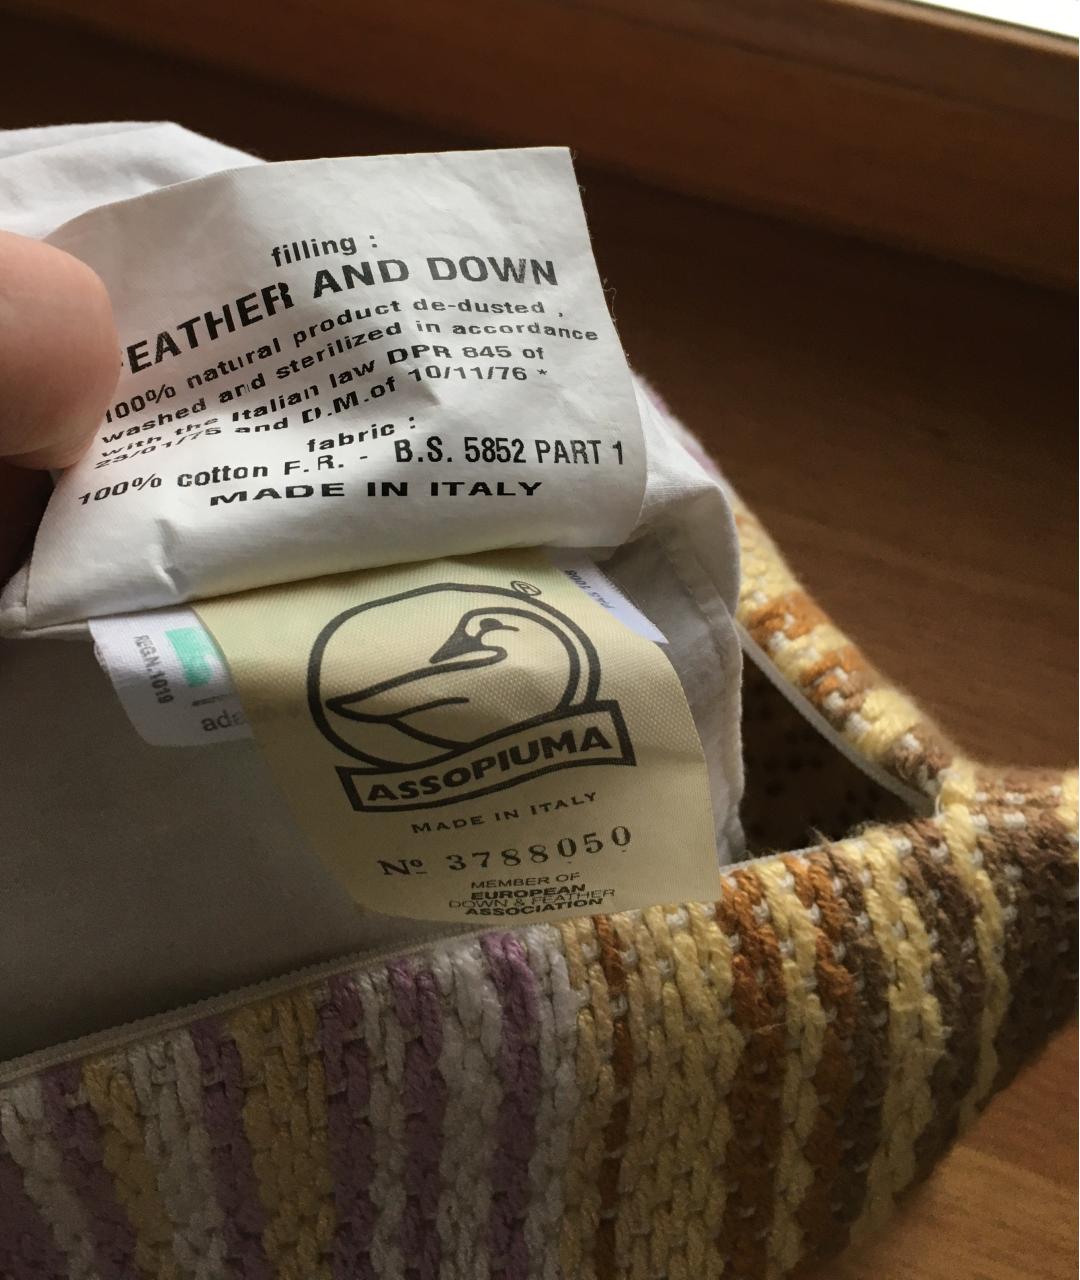 filling :
FEATHER AND DOWN
100% natural product de-dusted ,
washed and sterilized in accordance
with the Italian law DPR 845 of
23/01/75 and D.M.of 10/11/76 *
fabric :
100% cotton F.R. - B.S. 5852 PART 1
MADE IN ITALY
REG.N.1019
®
ASSOPIUMA
MADE IN ITALY
Nº 3788050
MEMBER OF
EUROPEAN
DOWN & FEATHER
ASSOCIATION